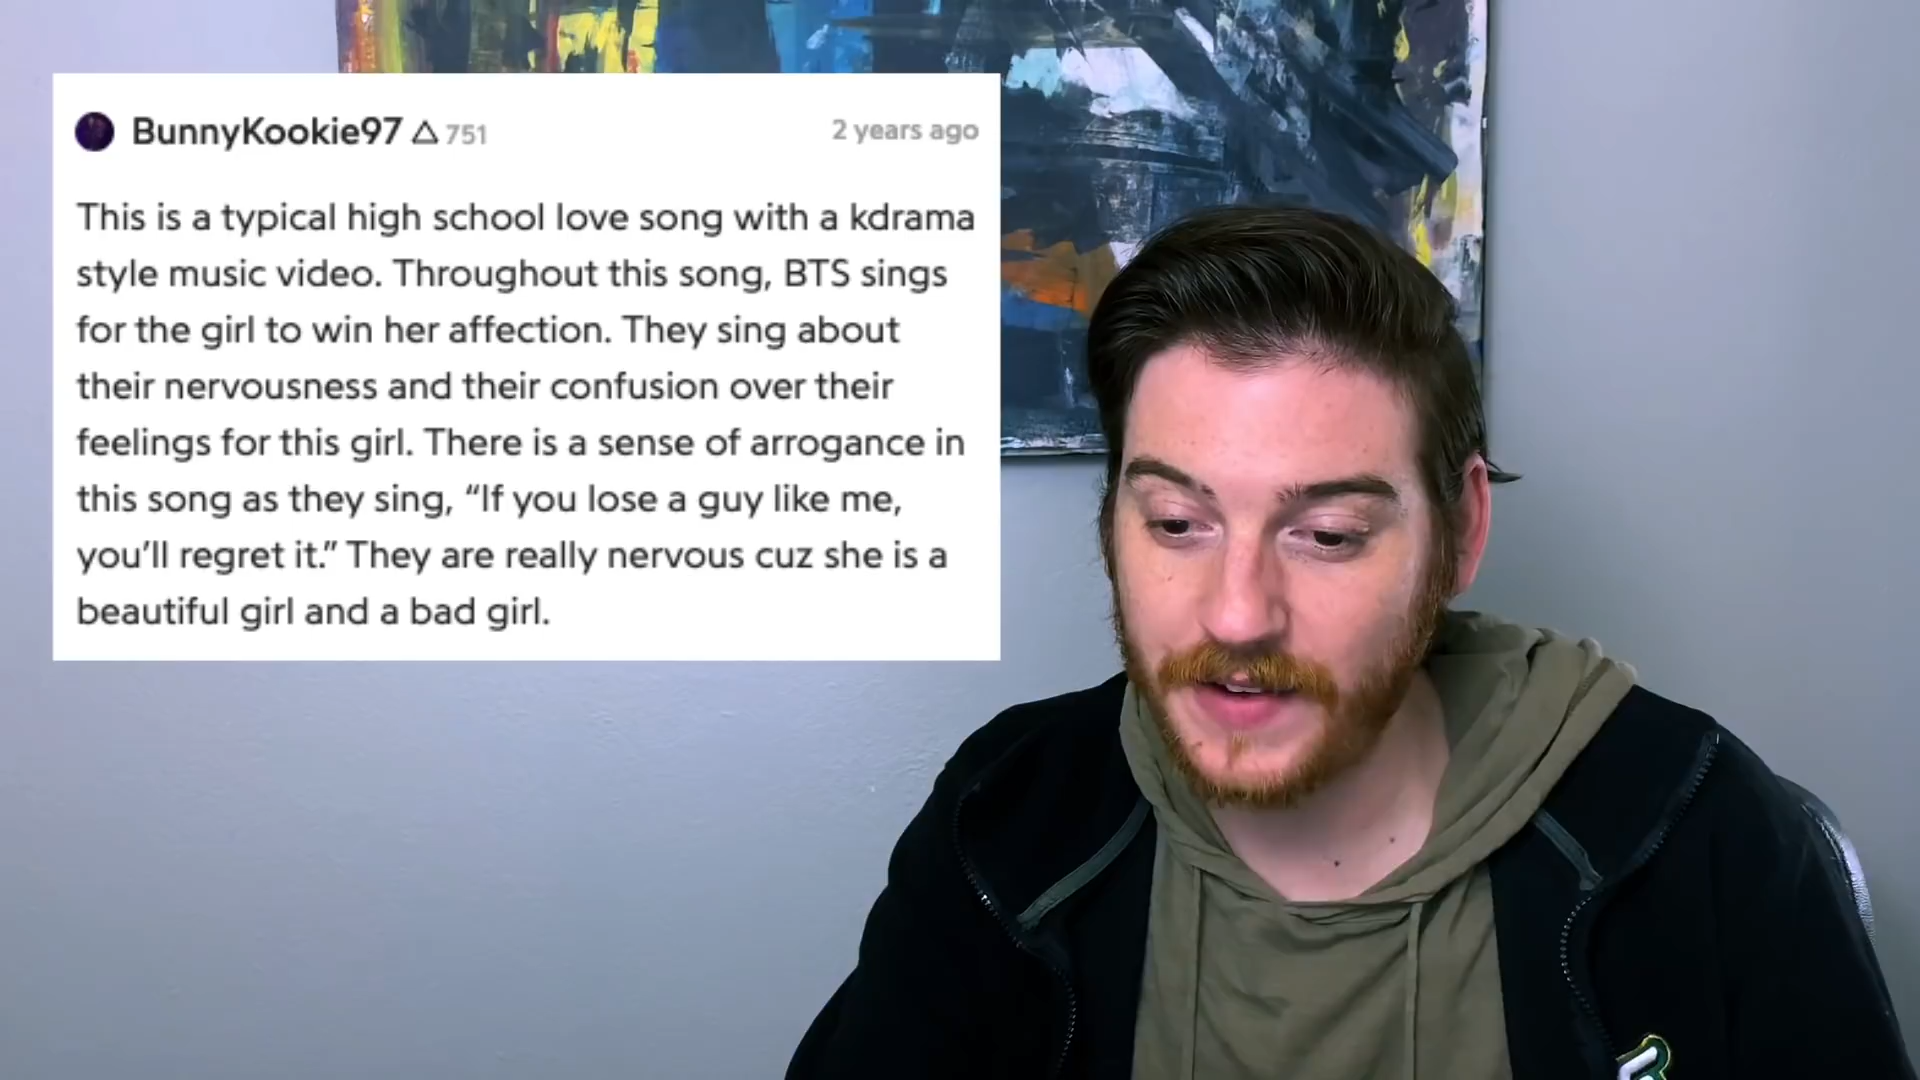 BunnyKookie97 751
2 years ago
This is a typical high school love song with a kdrama
style music video. Throughout this song, BTS sings
for the girl to win her affection. They sing about
their nervousness and their confusion over their
feelings for this girl. There is a sense of arrogance in
this song as they sing, “If you lose a guy like me,
you’ll regret it.” They are really nervous cuz she is a
beautiful girl and a bad girl.